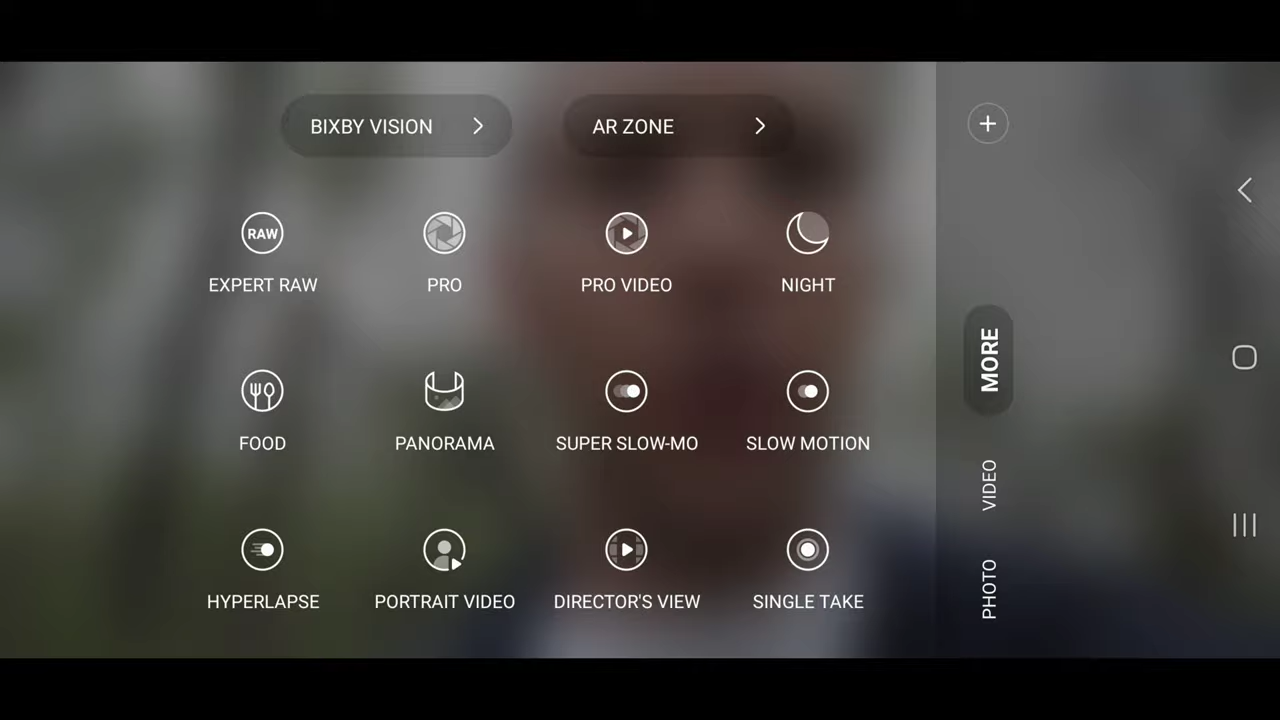 BIXBY VISION
AR ZONE
RAW
EXPERT RAW
PRO
PRO VIDEO
NIGHT
FOOD
PANORAMA
SUPER SLOW-MO
SLOW MOTION
HYPERLAPSE
PORTRAIT VIDEO
DIRECTOR'S VIEW
SINGLE TAKE
MORE
VIDEO
PHOTO